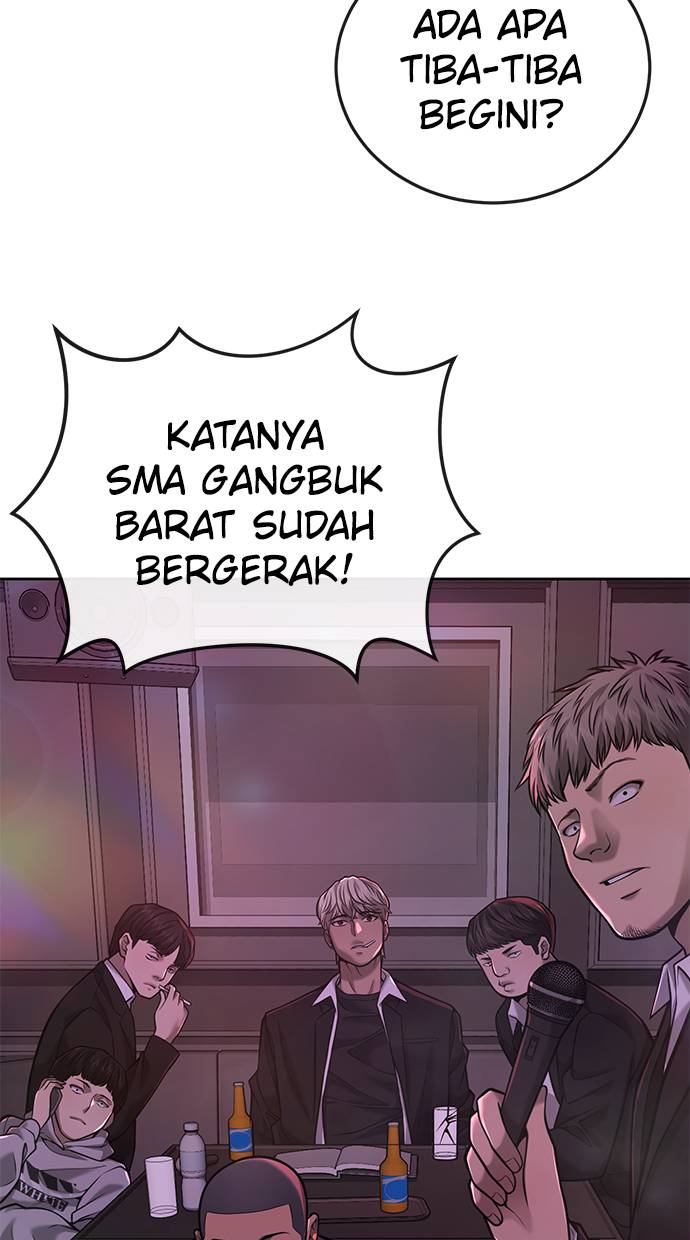 ADA APA
TIBA-TIBA
BEGINI?
KATANYA
SMA GANGBUK
BARAT SUDAH
BERGERAK!